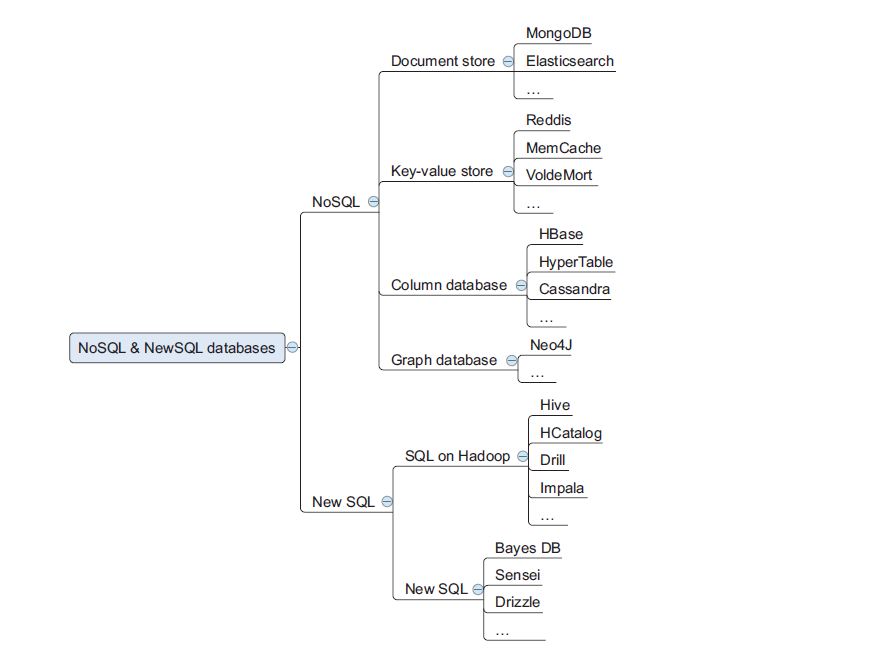 NoSQL & NewSQL databases
NoSQL
Document store
MongoDB
Elasticsearch
...
Key-value store
Reddis
MemCache
VoldeMort
...
Column database
HBase
HyperTable
Cassandra
...
Graph database
Neo4J
...
New SQL
SQL on Hadoop
Hive
HCatalog
Drill
Impala
...
New SQL
Bayes DB
Sensei
Drizzle
...